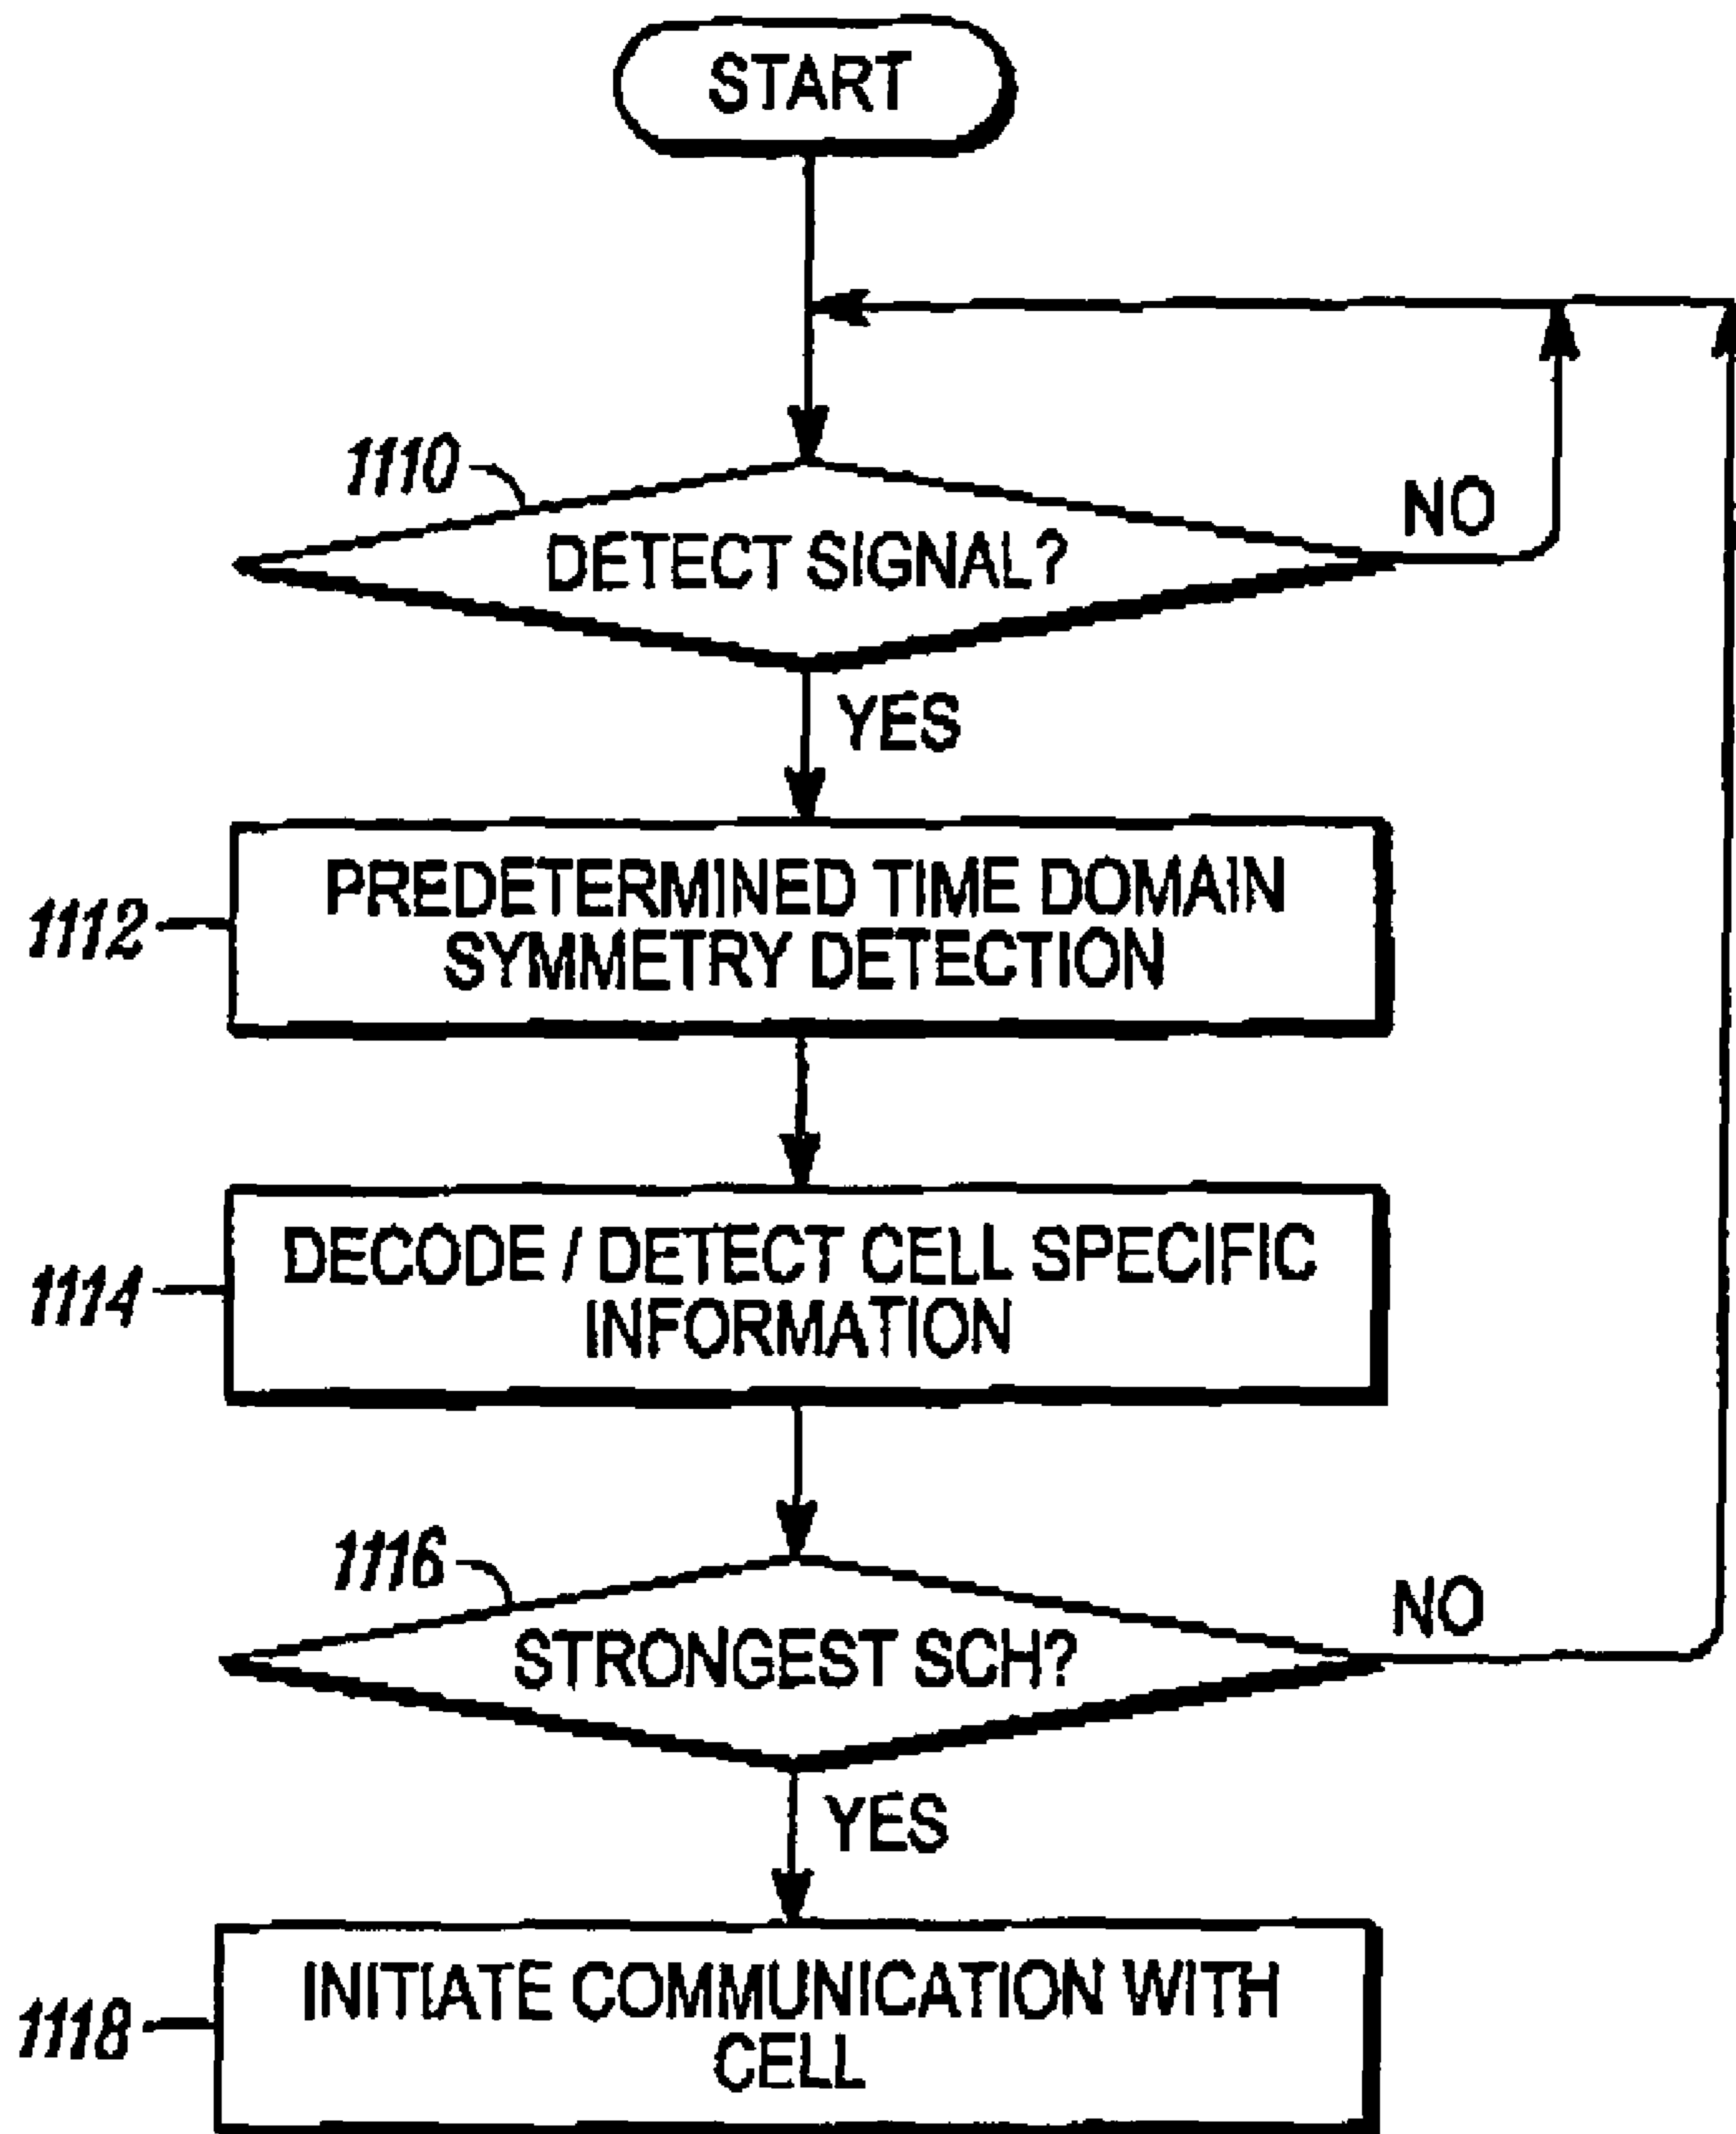 START
1110
DETECT SIGNAL?
NO
YES
1112
PREDETERMINED TIME DOMAIN
SYMMETRY DETECTION
1114
DECODE / DETECT CELL SPECIFIC
INFORMATION
1116
STRONGEST SCH?
NO
YES
1118
INITIATE COMMUNICATION WITH
CELL